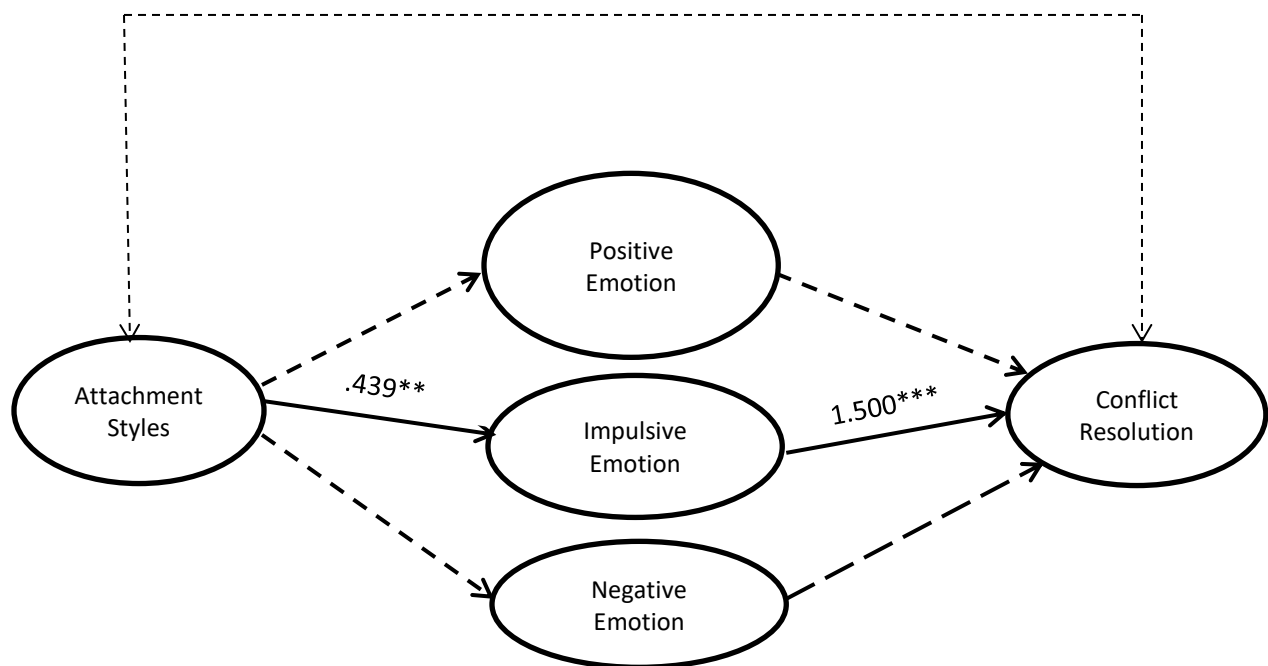 Positive
Emotion
Attachment
Styles
.439**
Impulsive
Emotion
1.500***
Conflict
Resolution
Negative
Emotion